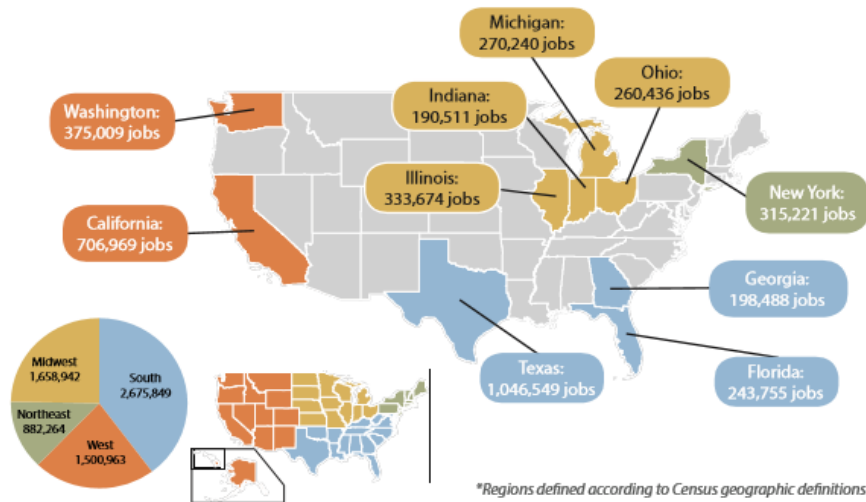 Michigan:
270,240 jobs
Ohio:
260,436 jobs
Indiana:
190,511 jobs
Washington:
375,009 jobs
Illinois:
333,674 jobs
New York:
315,221 jobs
California:
706,969 jobs
Georgia:
198,488 jobs
Texas:
1,046,549 jobs
Florida:
243,755 jobs
Midwest
1,658,942
South
2,675,849
Northeast
882,264
West
1,500,963
*Regions defined according to Census geographic definitions